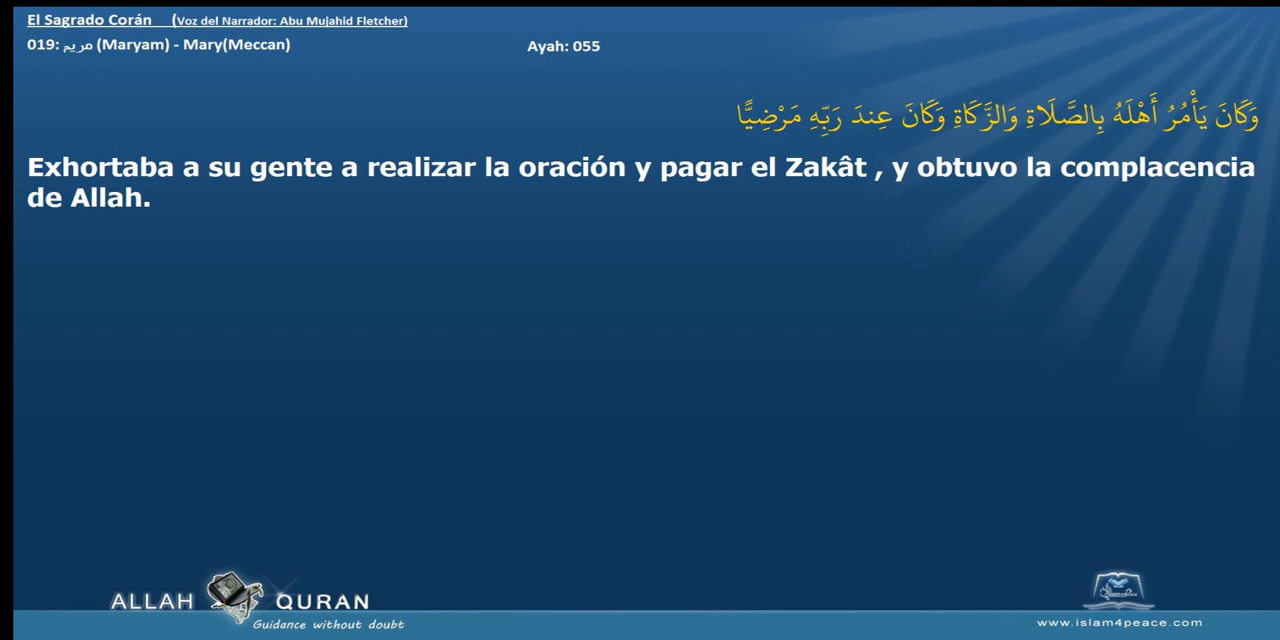 El Sagrado Corán (Voz del Narrador: Abu Mujahid Fletcher)
019: مريم (Maryam) - Mary(Meccan)
Ayah: 055
وَكَانَ يَأْمُرُ أَهْلَهُ بِالصَّلَاةِ وَالزَّكَاةِ وَكَانَ عِندَ رَبِّهِ مَرْضِيًّا
Exhortaba a su gente a realizar la oración y pagar el Zakât , y obtuvo la complacencia
de Allah.
ALLAH QURAN
Guidance without doubt
www.islam4peace.com